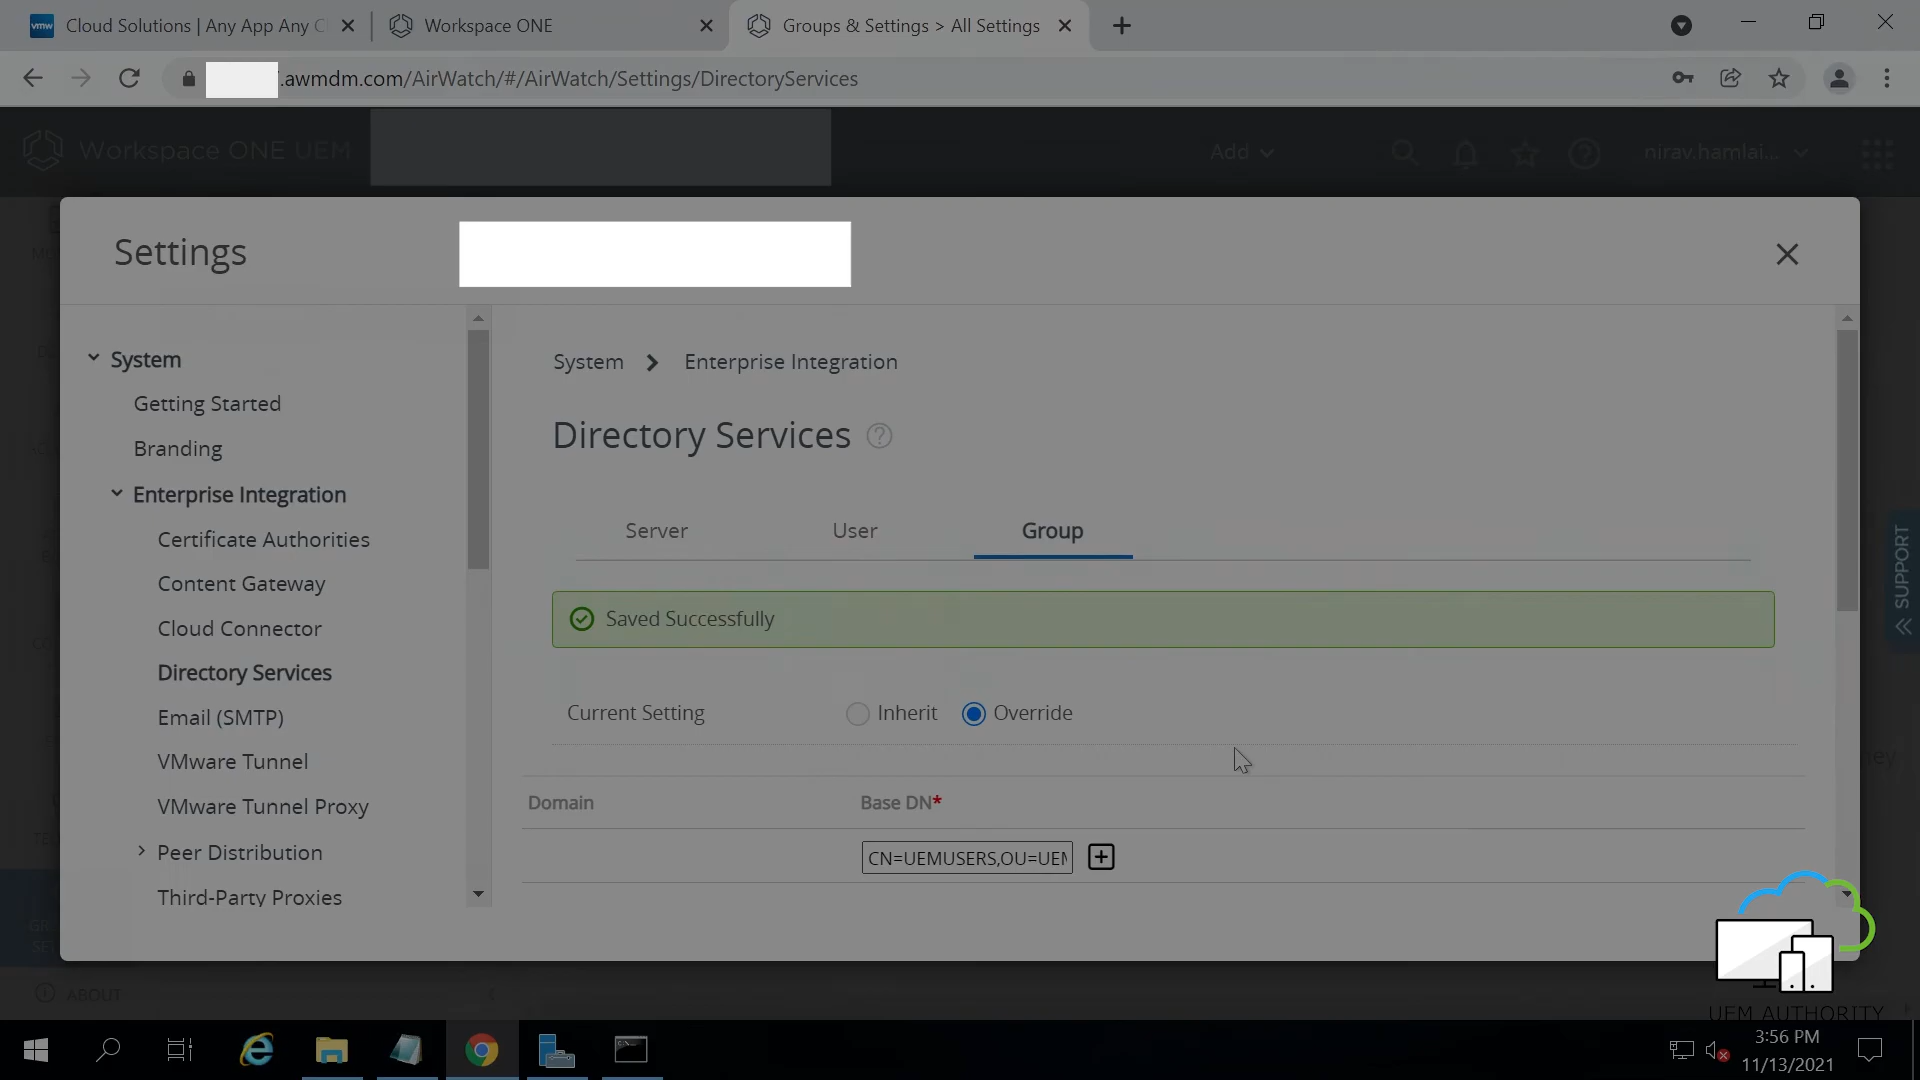 vmw Cloud Solutions | Any App Any Cl
Workspace ONE
Groups & Settings > All Settings
.awmdm.com/AirWatch/#/AirWatch/Settings/DirectoryServices
Workspace ONE UEM
Add
nirav.hamlai...
Settings
System
Getting Started
Branding
Enterprise Integration
Certificate Authorities
Content Gateway
Cloud Connector
Directory Services
Email (SMTP)
VMware Tunnel
VMware Tunnel Proxy
Peer Distribution
Third-Party Proxies
System > Enterprise Integration
Directory Services
Server
User
Group
Saved Successfully
Current Setting
Inherit
Override
Domain
Base DN*
CN=UEMUSERS,OU=UEM
SUPPORT
ABOUT
UEM AUTHORITY
3:56 PM
11/13/2021